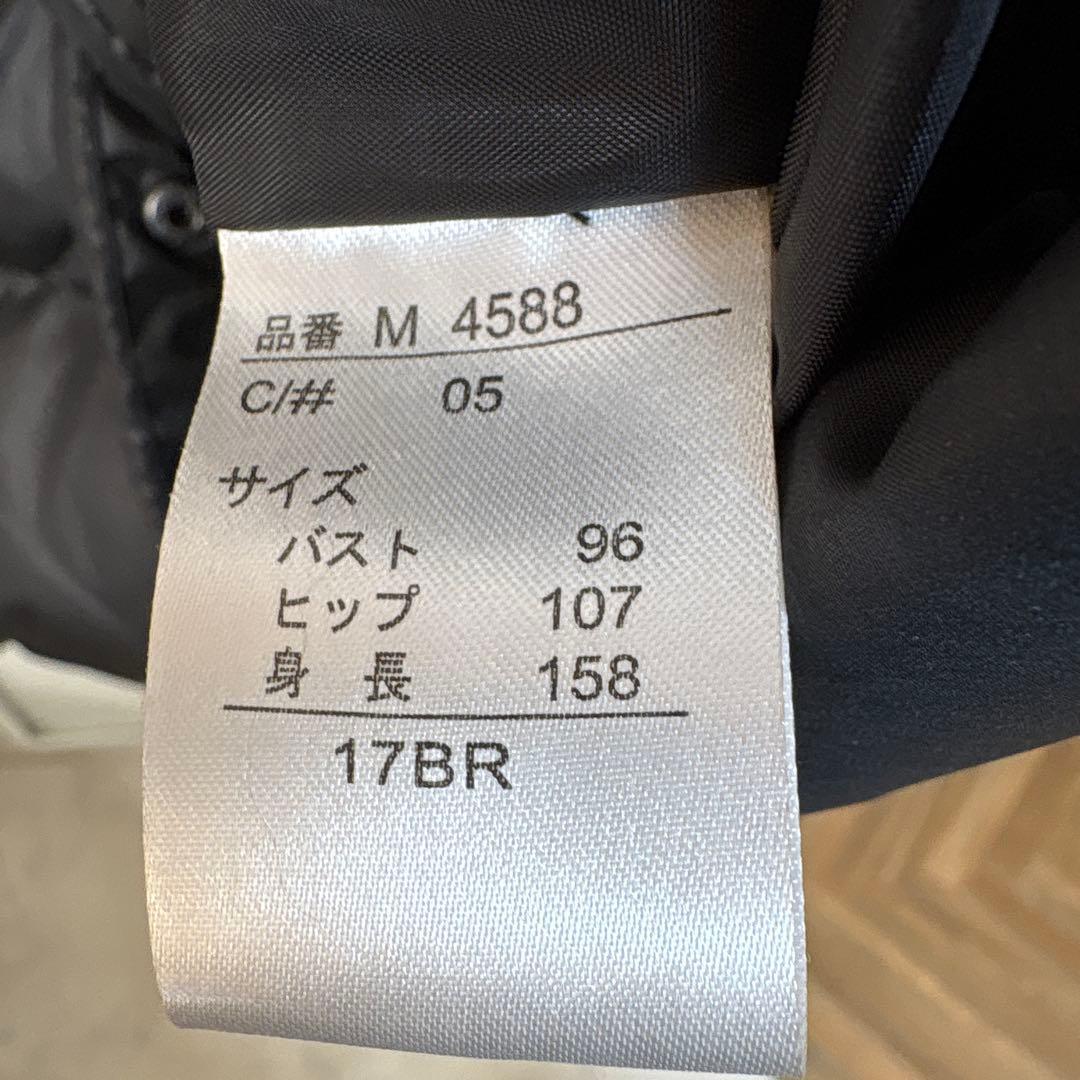 品番 M 4588
C/# 05
サイズ
バスト 96
ヒップ 107
身 長 158
17BR